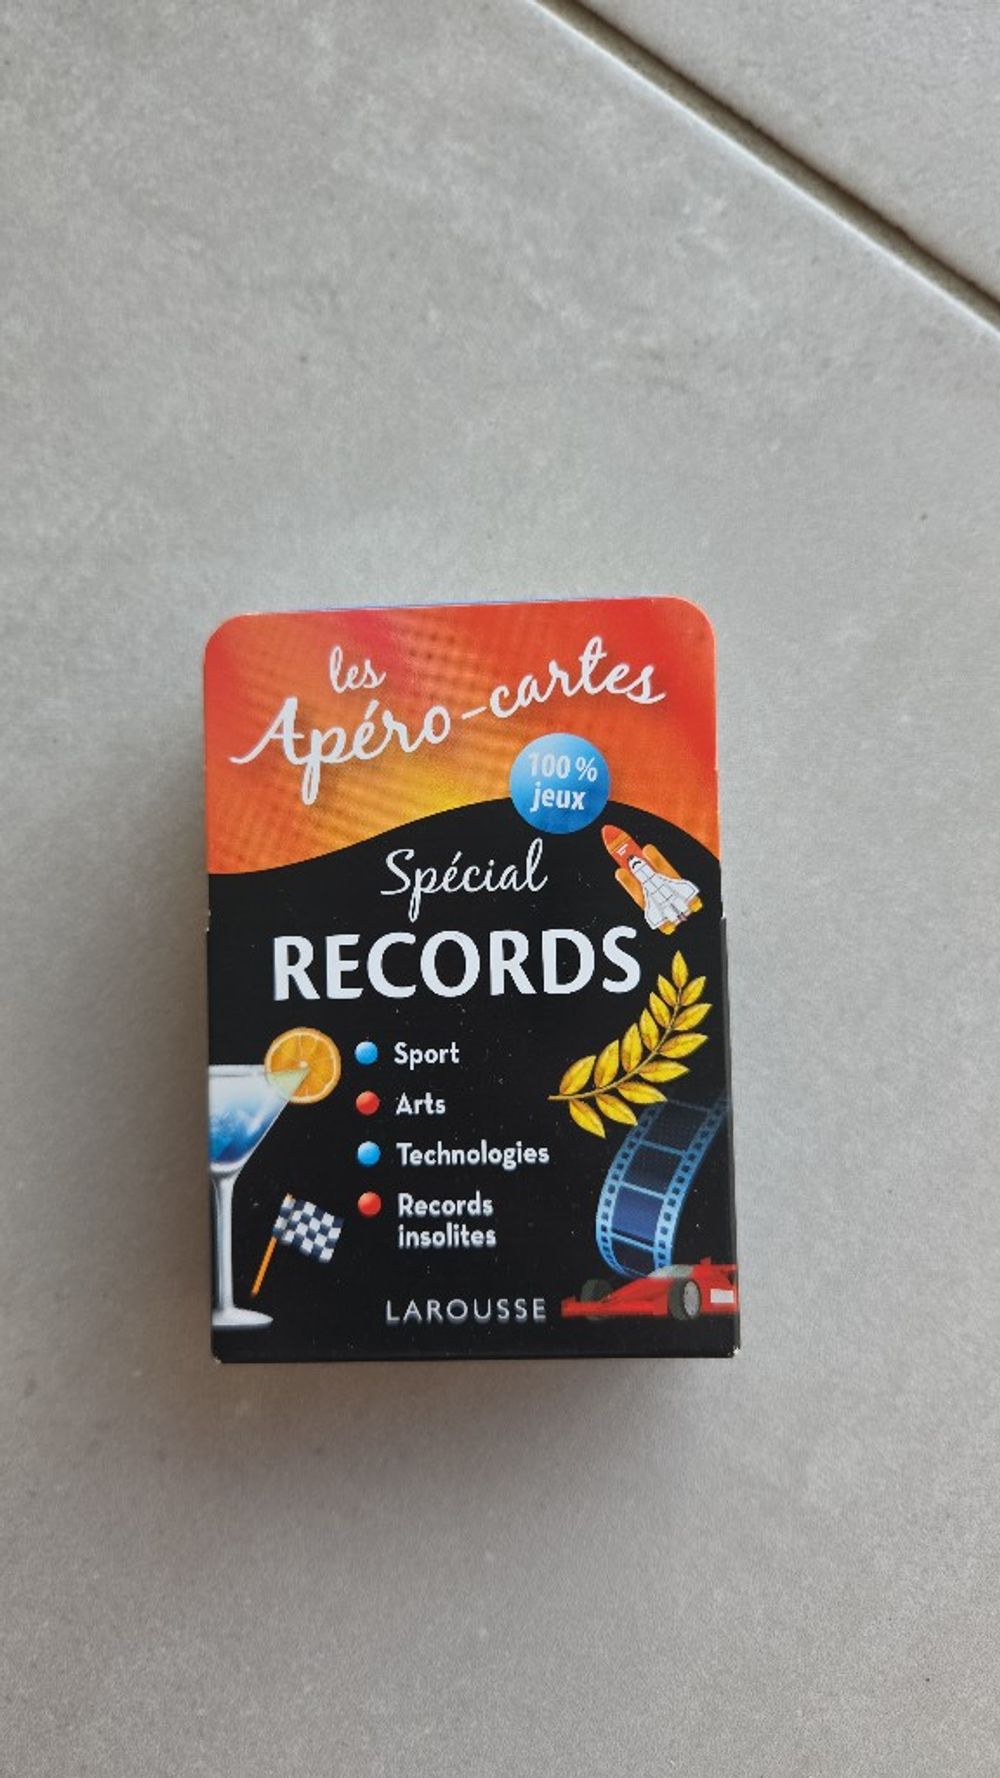 les
Apéro-cartes
100 %
jeux
Spécial
RECORDS
Sport
Arts
Technologies
Records
insolites
LAROUSSE